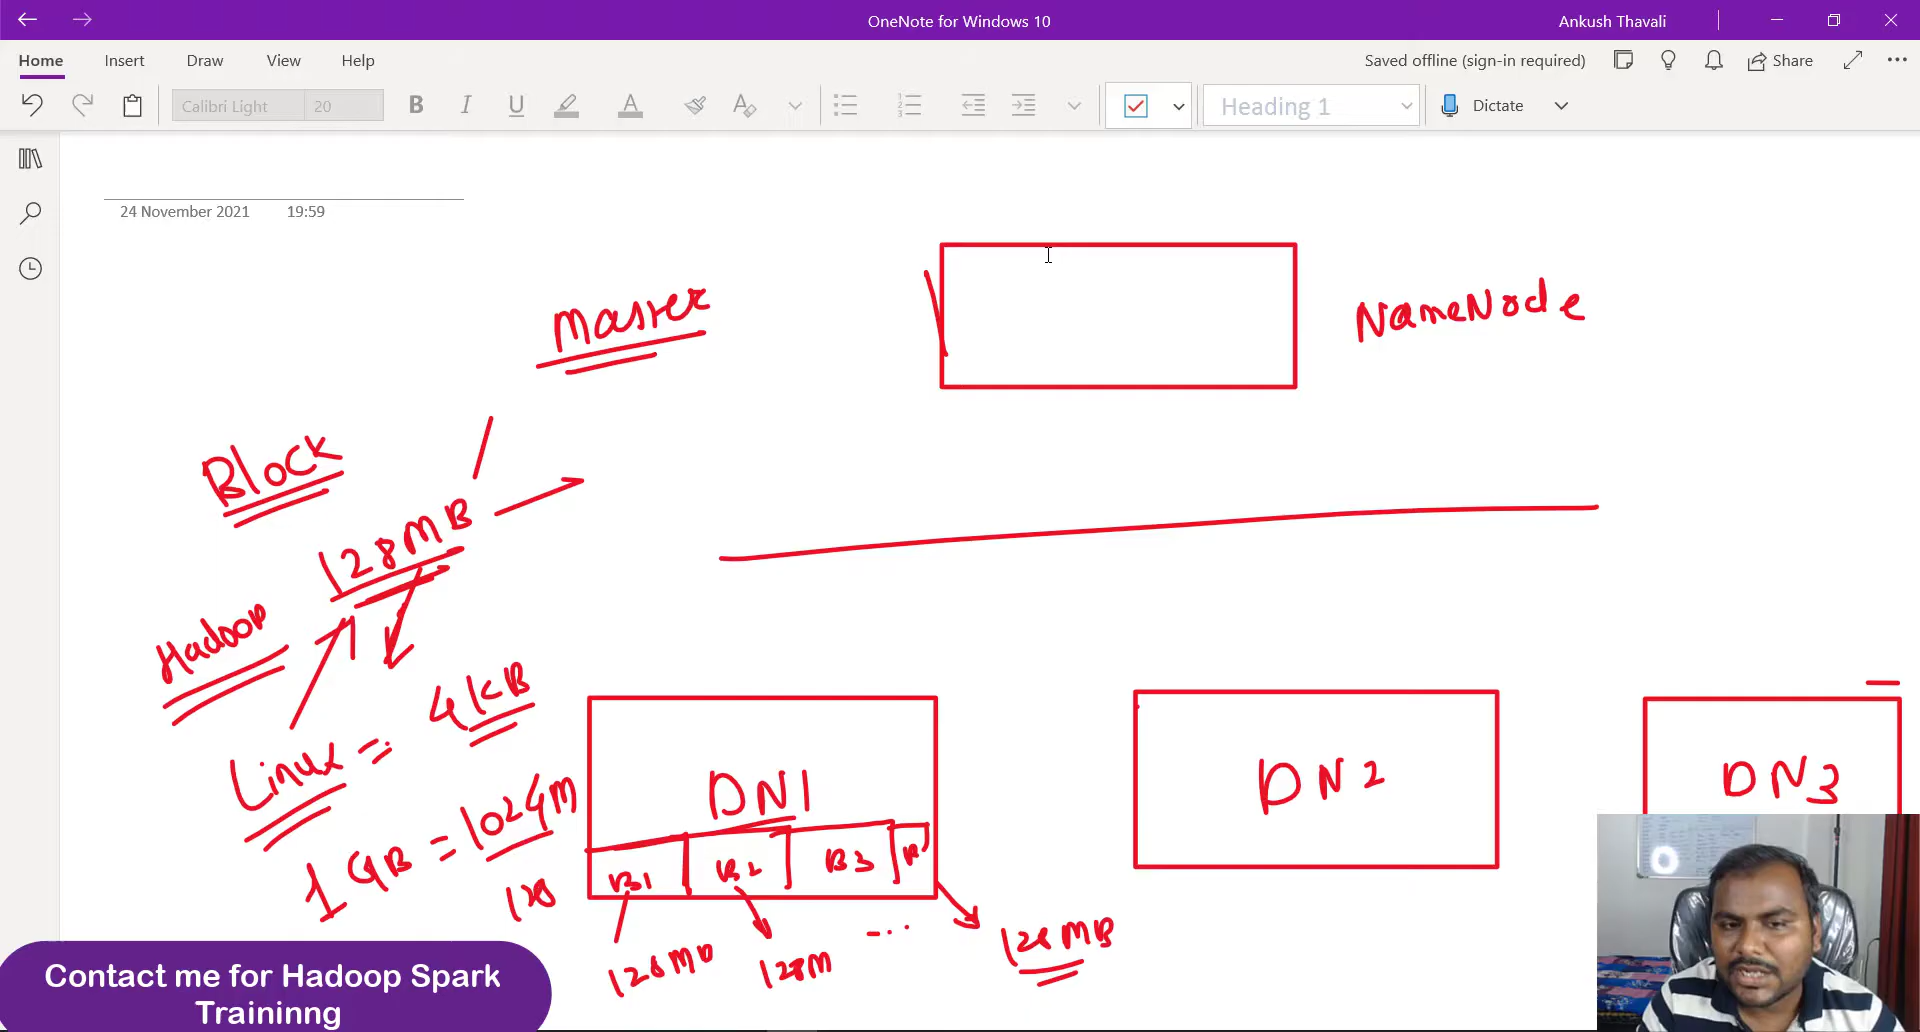 OneNote for Windows 10
Ankush Thavali
Home Insert Draw View Help
Saved offline (sign-in required)
Share
Calibri Light 20
B I U A
Heading 1
Dictate
24 November 2021 19:59
Master
NameNode
Block
128MB
Hadoop
4KB
Linux =
1GB = 1024M
128
DN1
B1 B2 B3
DN2
DN3
128MB
128M
...
128MB
Contact me for Hadoop Spark
Traininng